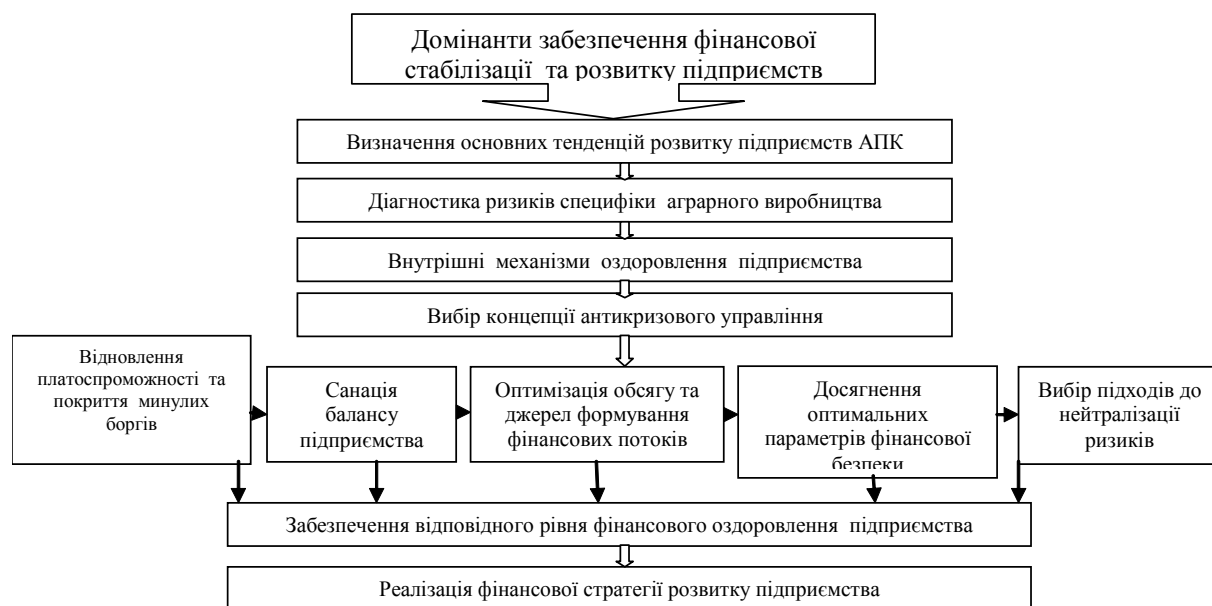 Домінанти забезпечення фінансової
стабілізації та розвитку підприємств
Визначення основних тенденцій розвитку підприємств АПК
Діагностика ризиків специфіки аграрного виробництва
Внутрішні механізми оздоровлення підприємства
Вибір концепції антикризового управління
Відновлення
платоспроможності та
покриття минулих
боргів
Санація
балансу
підприємства
Оптимізація обсягу та
джерел формування
фінансових потоків
Досягнення
оптимальних
параметрів фінансової
безпеки
Вибір підходів до
нейтралізації
ризиків
Забезпечення відповідного рівня фінансового оздоровлення підприємства
Реалізація фінансової стратегії розвитку підприємства